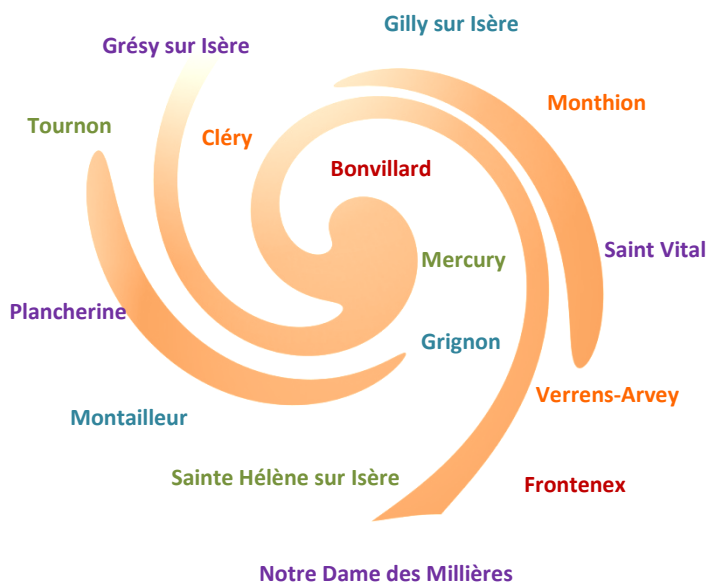 Gilly sur Isère
Grésy sur Isère
Monthion
Tournon
Cléry
Bonvillard
Saint Vital
Mercury
Plancherine
Grignon
Verrens-Arvey
Montailleur
Sainte Hélène sur Isère
Frontenex
Notre Dame des Millières